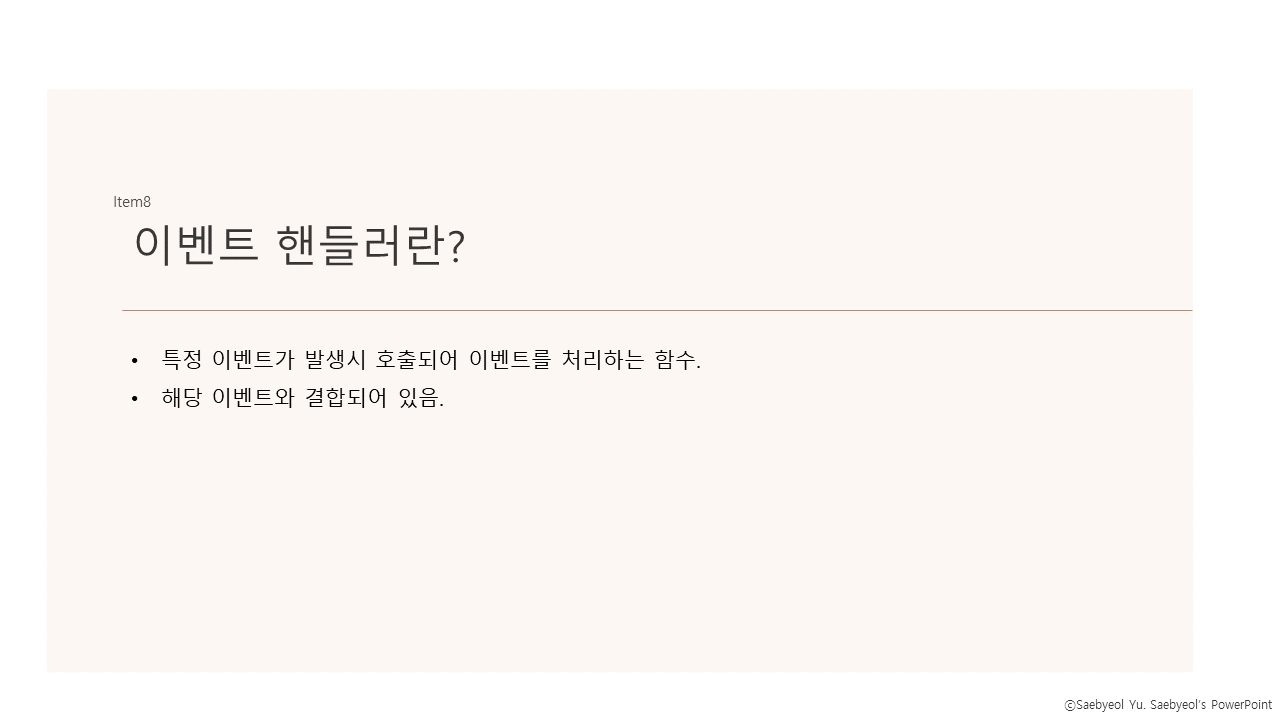 Item8
이벤트 핸들러란?
• 특정 이벤트가 발생시 호출되어 이벤트를 처리하는 함수.
• 해당 이벤트와 결합되어 있음.
ⓒSaebyeol Yu. Saebyeol's PowerPoint